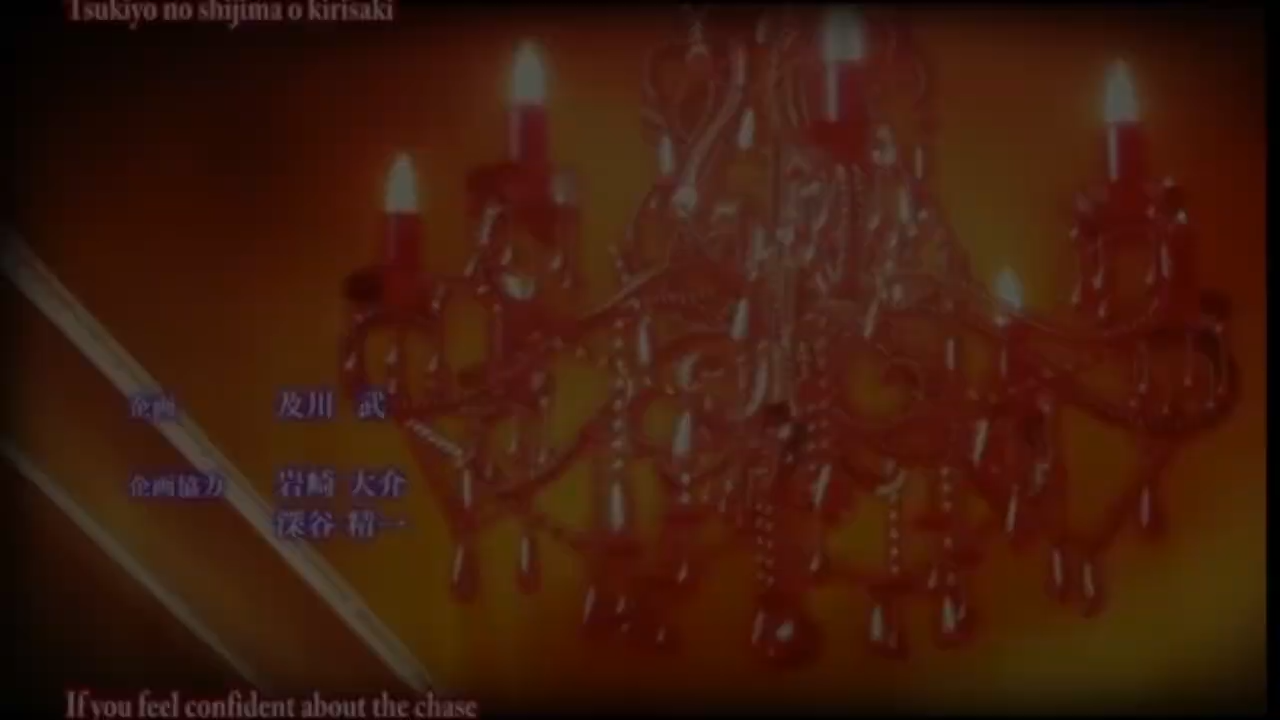 Tsukiyo no shijima o kirisaki
企画 及川 武
企画協力 岩崎 大介
深谷 精一
If you feel confident about the chase